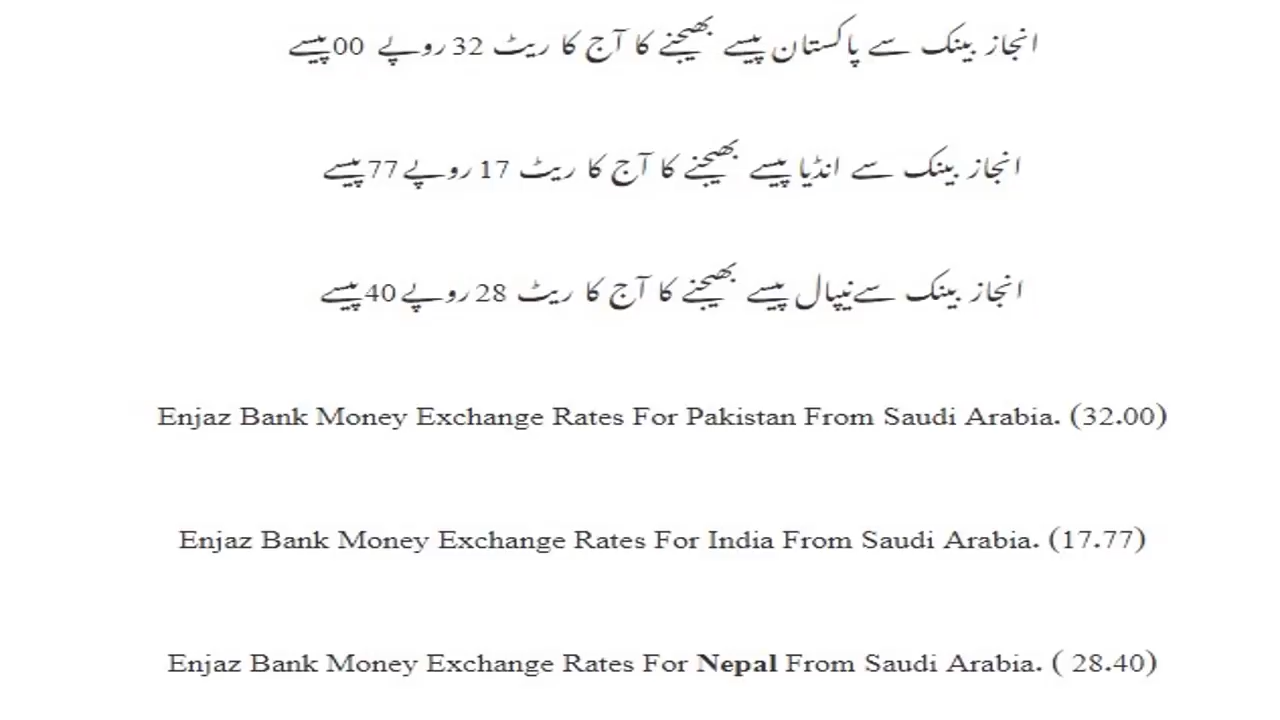 انجاز بینک سے پاکستان پیسے بھیجنے کا آج کا ریٹ 32 روپے 00 پیسے
انجاز بینک سے انڈیا پیسے بھیجنے کا آج کا ریٹ 17 روپے 77 پیسے
انجاز بینک سے نیپال پیسے بھیجنے کا آج کا ریٹ 28 روپے 40 پیسے
Enjaz Bank Money Exchange Rates For Pakistan From Saudi Arabia. (32.00)
Enjaz Bank Money Exchange Rates For India From Saudi Arabia. (17.77)
Enjaz Bank Money Exchange Rates For Nepal From Saudi Arabia. ( 28.40)